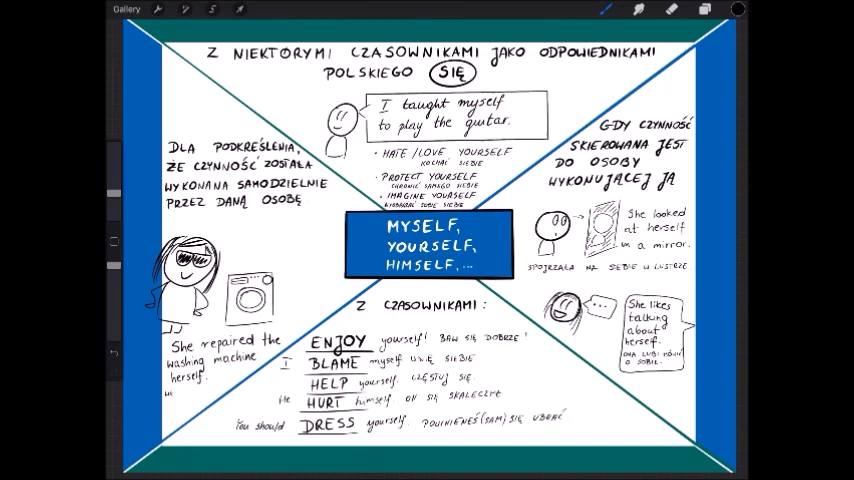 Gallery
Z NIEKTÓRYMI CZASOWNIKAMI JAKO ODPOWIEDNIKAMI
POLSKIEGO SIĘ
I taught myself
to play the guitar.
• HATE / LOVE YOURSELF
KOCHAĆ SIEBIE
• PROTECT YOURSELF
CHRONIĆ SAMEGO SIEBIE
• IMAGINE YOURSELF
WYOBRAŻAĆ SOBIE SIEBIE
DLA PODKREŚLENIA,
ŻE CZYNNOŚĆ ZOSTAŁA
WYKONANA SAMODZIELNIE
PRZEZ DANĄ OSOBĘ.
She repaired the
washing machine
herself.
GDY CZYNNOŚĆ
SKIEROWANA JEST
DO OSOBY
WYKONUJĄCEJ JĄ
She looked
at herself
in a mirror.
SPOJRZAŁA NA SIEBIE W LUSTRZE.
...
She likes
talking
about
herself.
ONA LUBI MÓWIĆ
O SOBIE.
MYSELF,
YOURSELF,
HIMSELF,...
Z CZASOWNIKAMI:
ENJOY yourself! BAW SIĘ DOBRZE!
I BLAME myself WINIĘ SIEBIE
HELP yourself. CZĘSTUJ SIĘ.
He HURT himself. ON SIĘ SKALECZYŁ
You should DRESS yourself. POWINIENEŚ (SAM) SIĘ UBRAĆ